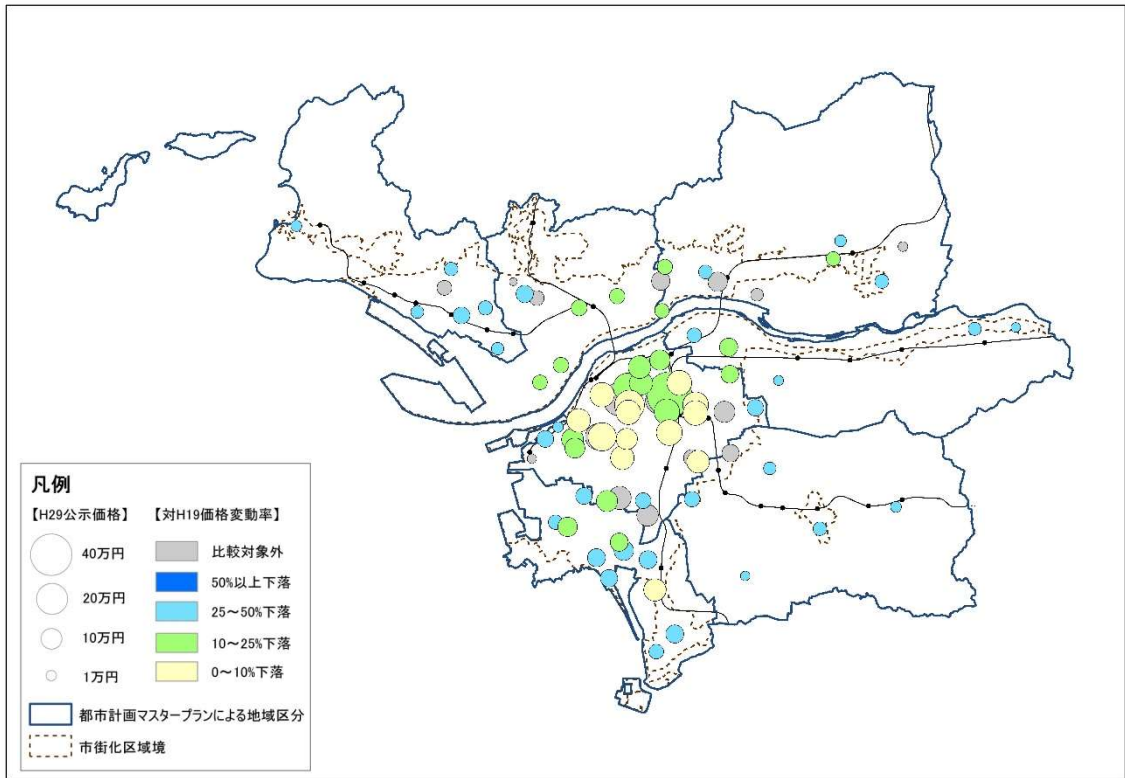 凡例
【H29公示価格】 【対H19価格変動率】
40万円
20万円
10万円
1万円
比較対象外
50%以上下落
25～50%下落
10～25%下落
0～10%下落
都市計画マスタープランによる地域区分
市街化区域境